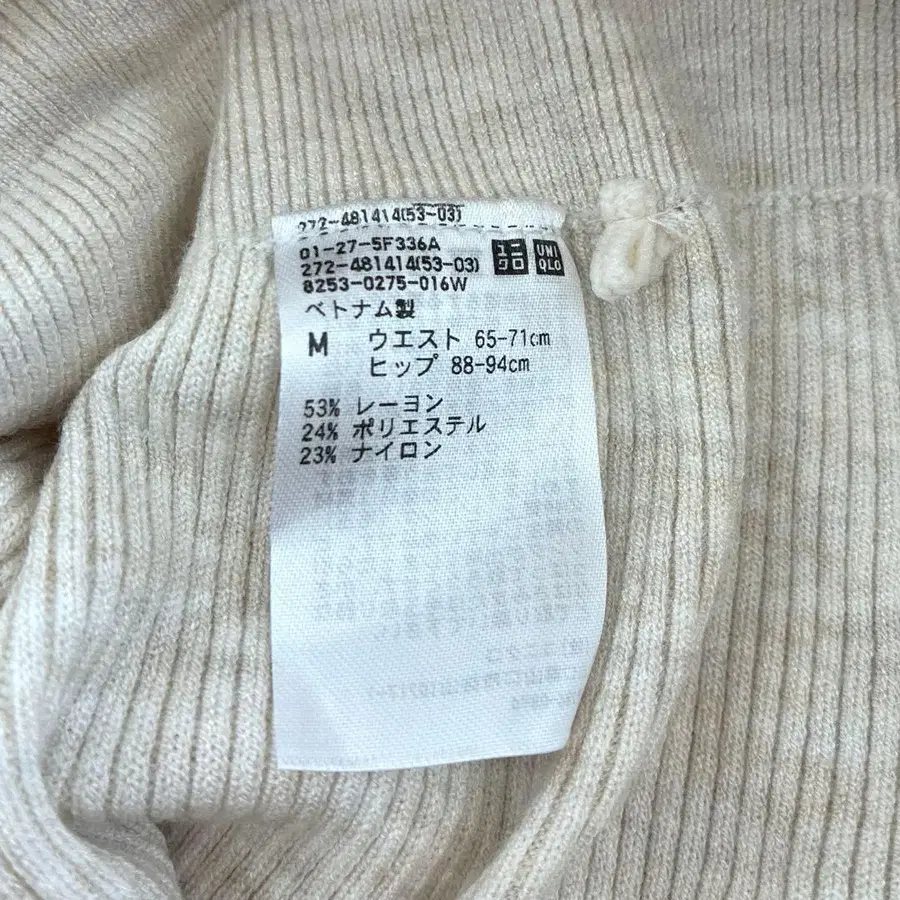 272-481414(53-03)
01-27-5F336A
272-481414(53-03)
8253-0275-016W
ユニクロ
UNIQLO
ベトナム製
M ウエスト 65-71cm
ヒップ 88-94cm
53% レーヨン
24% ポリエステル
23% ナイロン